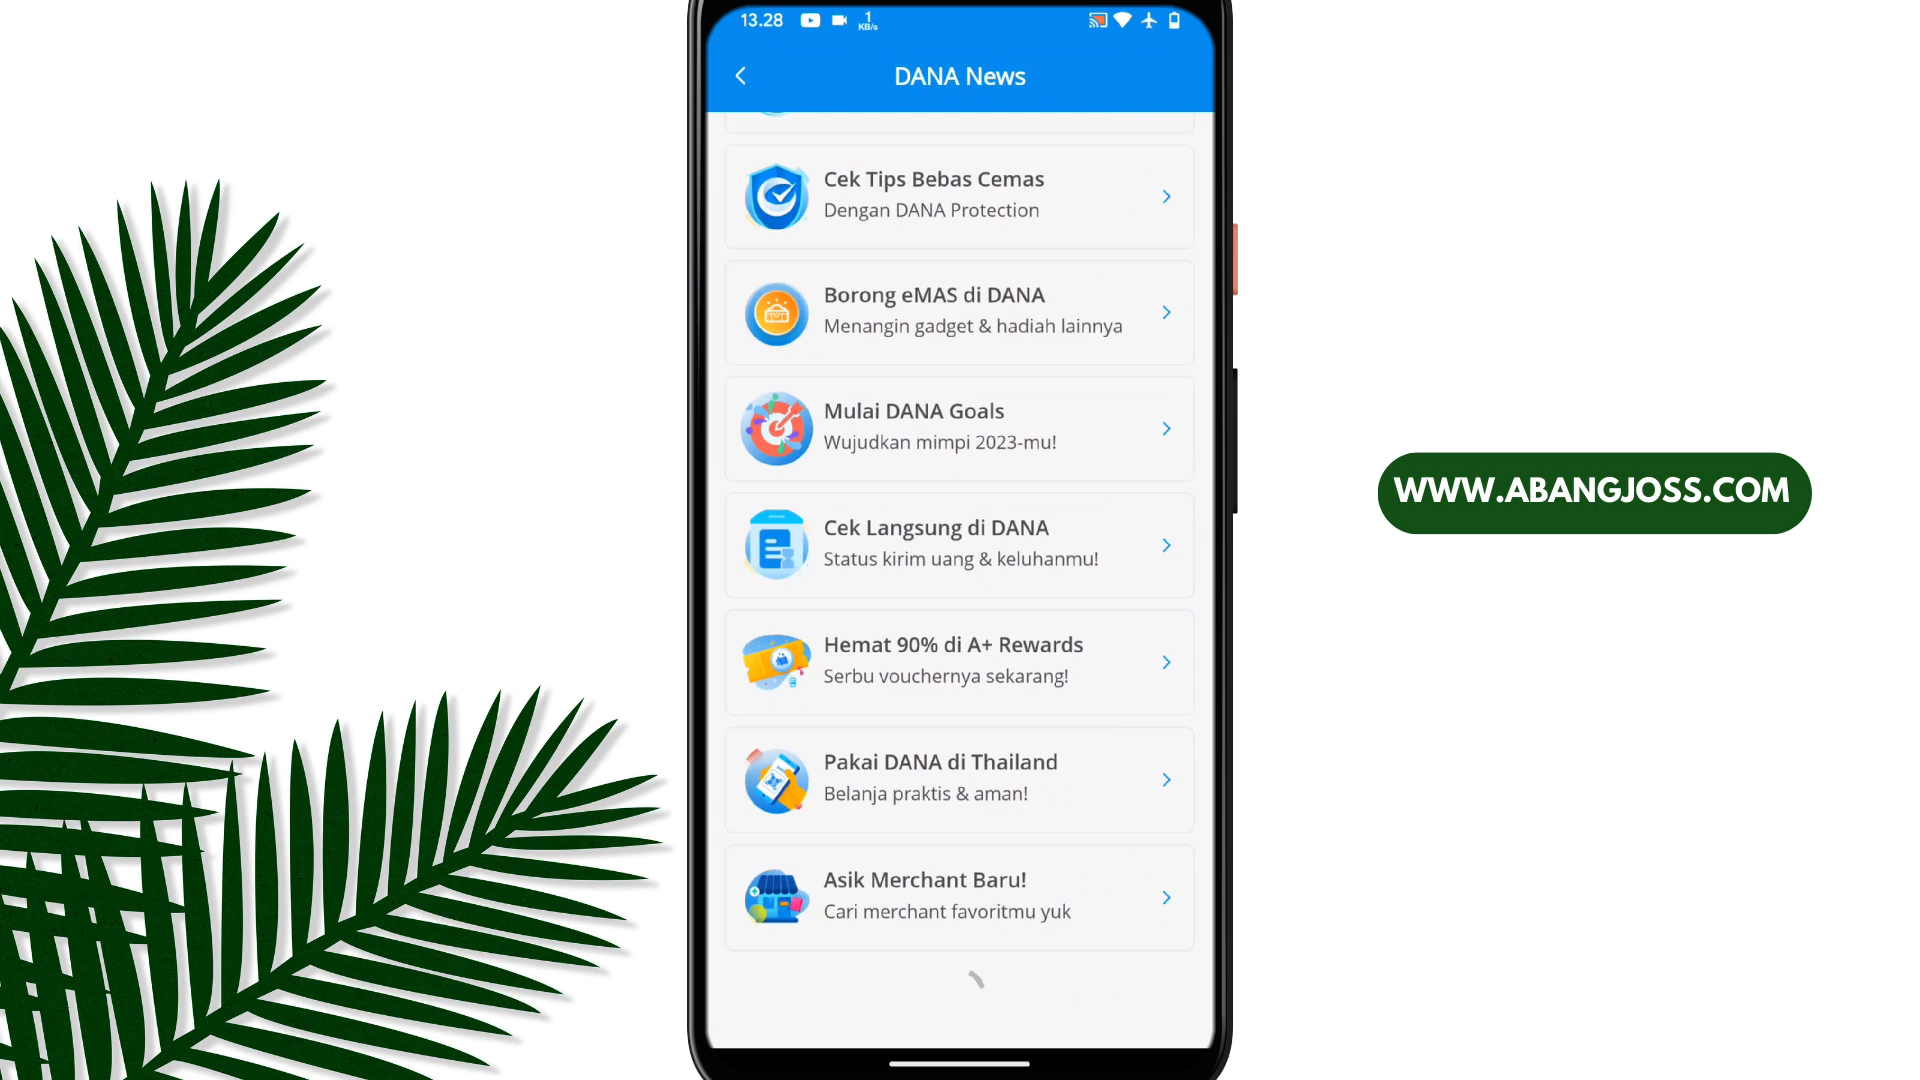 13.28
1
KB/s
DANA News
Cek Tips Bebas Cemas
Dengan DANA Protection
Borong eMAS di DANA
Menangin gadget & hadiah lainnya
Mulai DANA Goals
Wujudkan mimpi 2023-mu!
Cek Langsung di DANA
Status kirim uang & keluhanmu!
Hemat 90% di A+ Rewards
Serbu vouchernya sekarang!
Pakai DANA di Thailand
Belanja praktis & aman!
Asik Merchant Baru!
Cari merchant favoritmu yuk
WWW.ABANGJOSS.COM